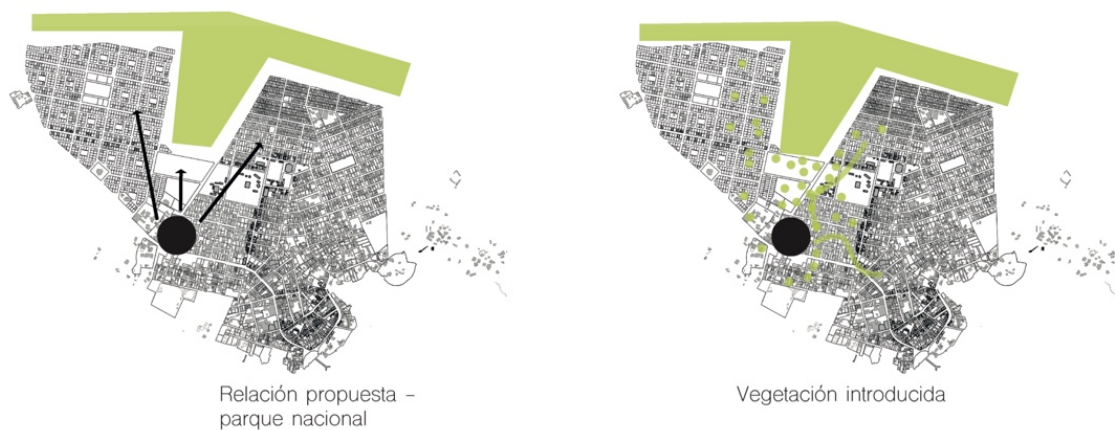 Relación propuesta –
parque nacional
Vegetación introducida